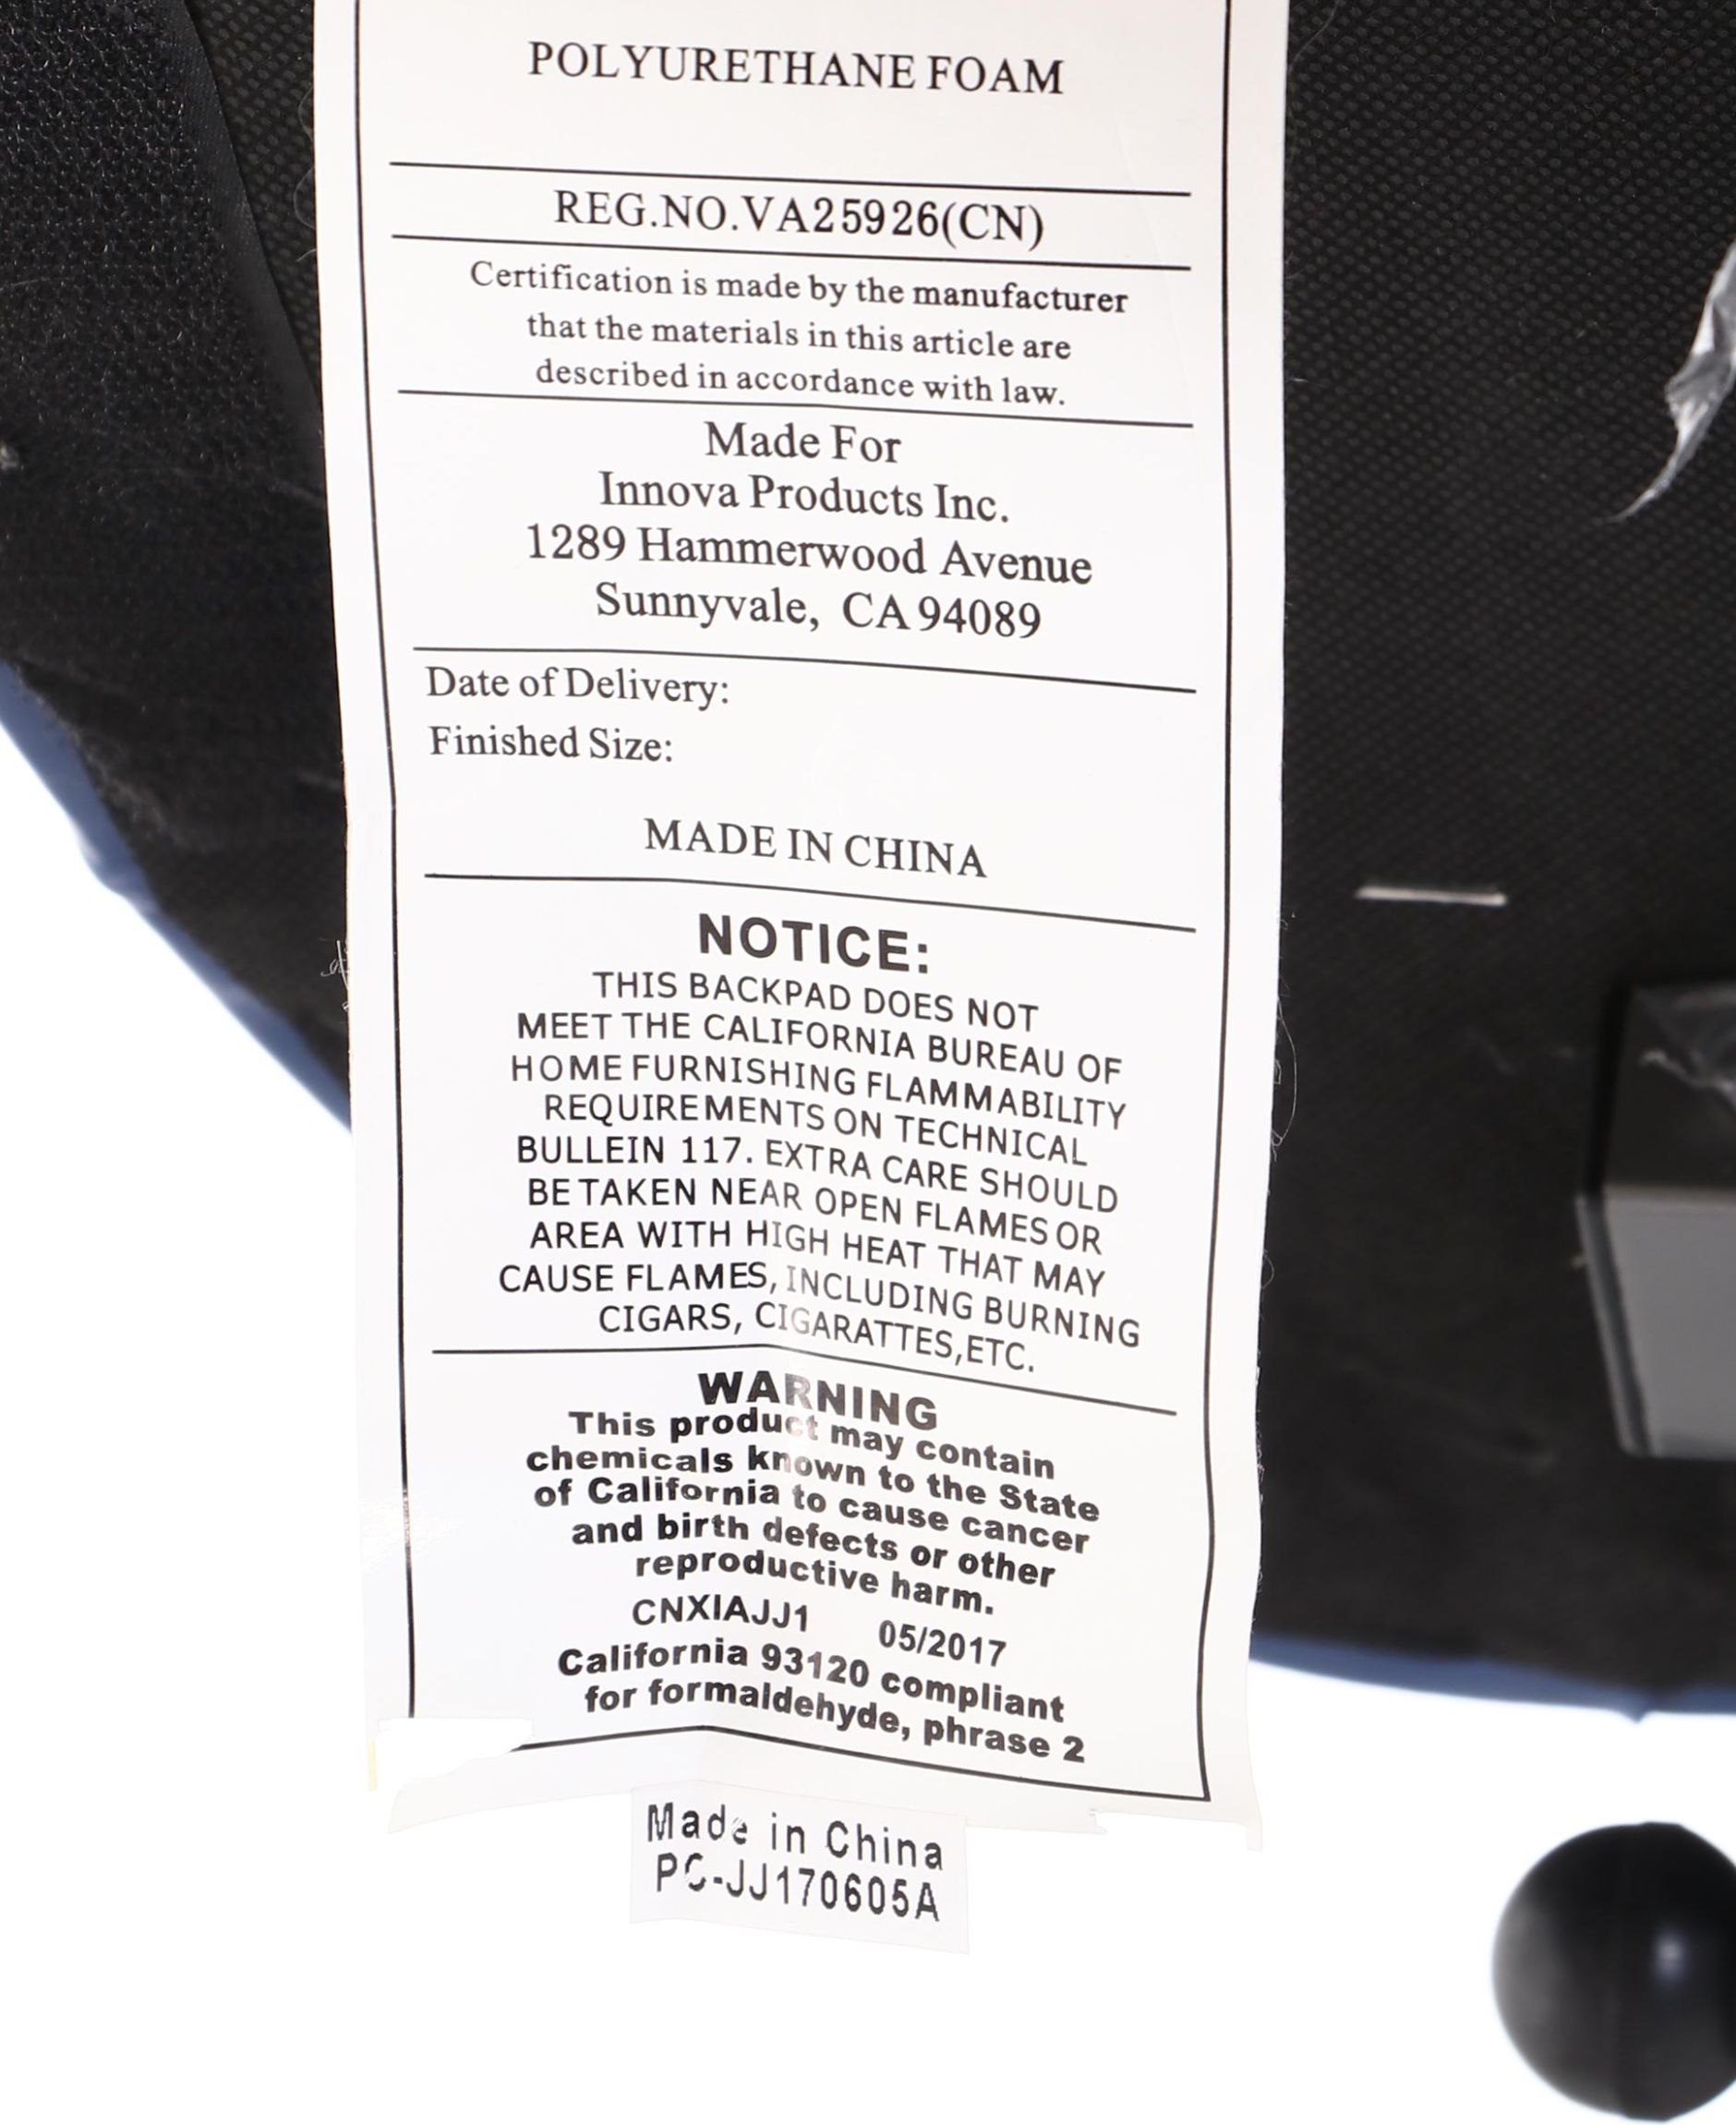 POLYURETHANE FOAM
REG.NO.VA25926(CN)
Certification is made by the manufacturer
that the materials in this article are
described in accordance with law.
Made For
Innova Products Inc.
1289 Hammerwood Avenue
Sunnyvale, CA 94089
Date of Delivery:
Finished Size:
MADE IN CHINA
NOTICE:
THIS BACKPAD DOES NOT
MEET THE CALIFORNIA BUREAU OF
HOME FURNISHING FLAMMABILITY
REQUIREMENTS ON TECHNICAL
BULLEIN 117. EXTRA CARE SHOULD
BE TAKEN NEAR OPEN FLAMES OR
AREA WITH HIGH HEAT THAT MAY
CAUSE FLAMES, INCLUDING BURNING
CIGARS, CIGARATTES,ETC.
WARNING
This product may contain
chemicals known to the State
of California to cause cancer
and birth defects or other
reproductive harm.
CNXIAJJ1 05/2017
California 93120 compliant
for formaldehyde, phrase 2
Made in China
PC-JJ170605A